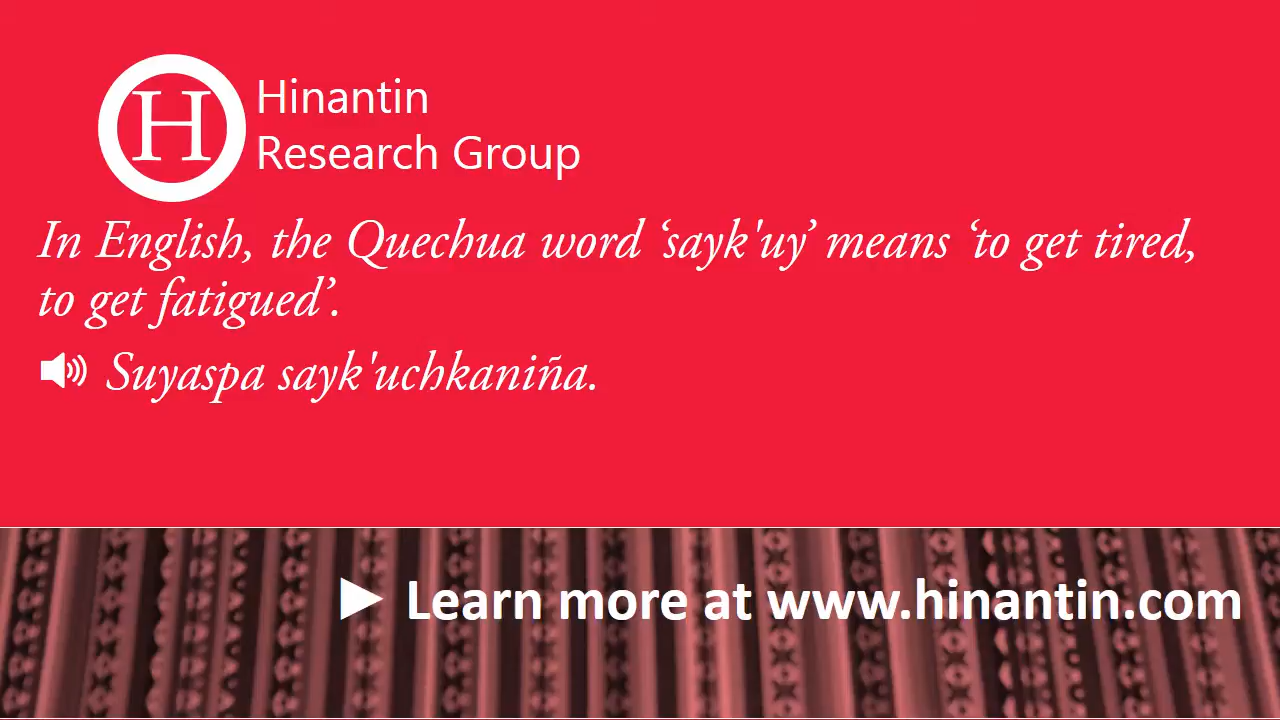 H
Hinantin
Research Group
In English, the Quechua word ‘sayk'uy’ means ‘to get tired,
to get fatigued’.
Suyaspa sayk'uchkaniña.
Learn more at www.hinantin.com